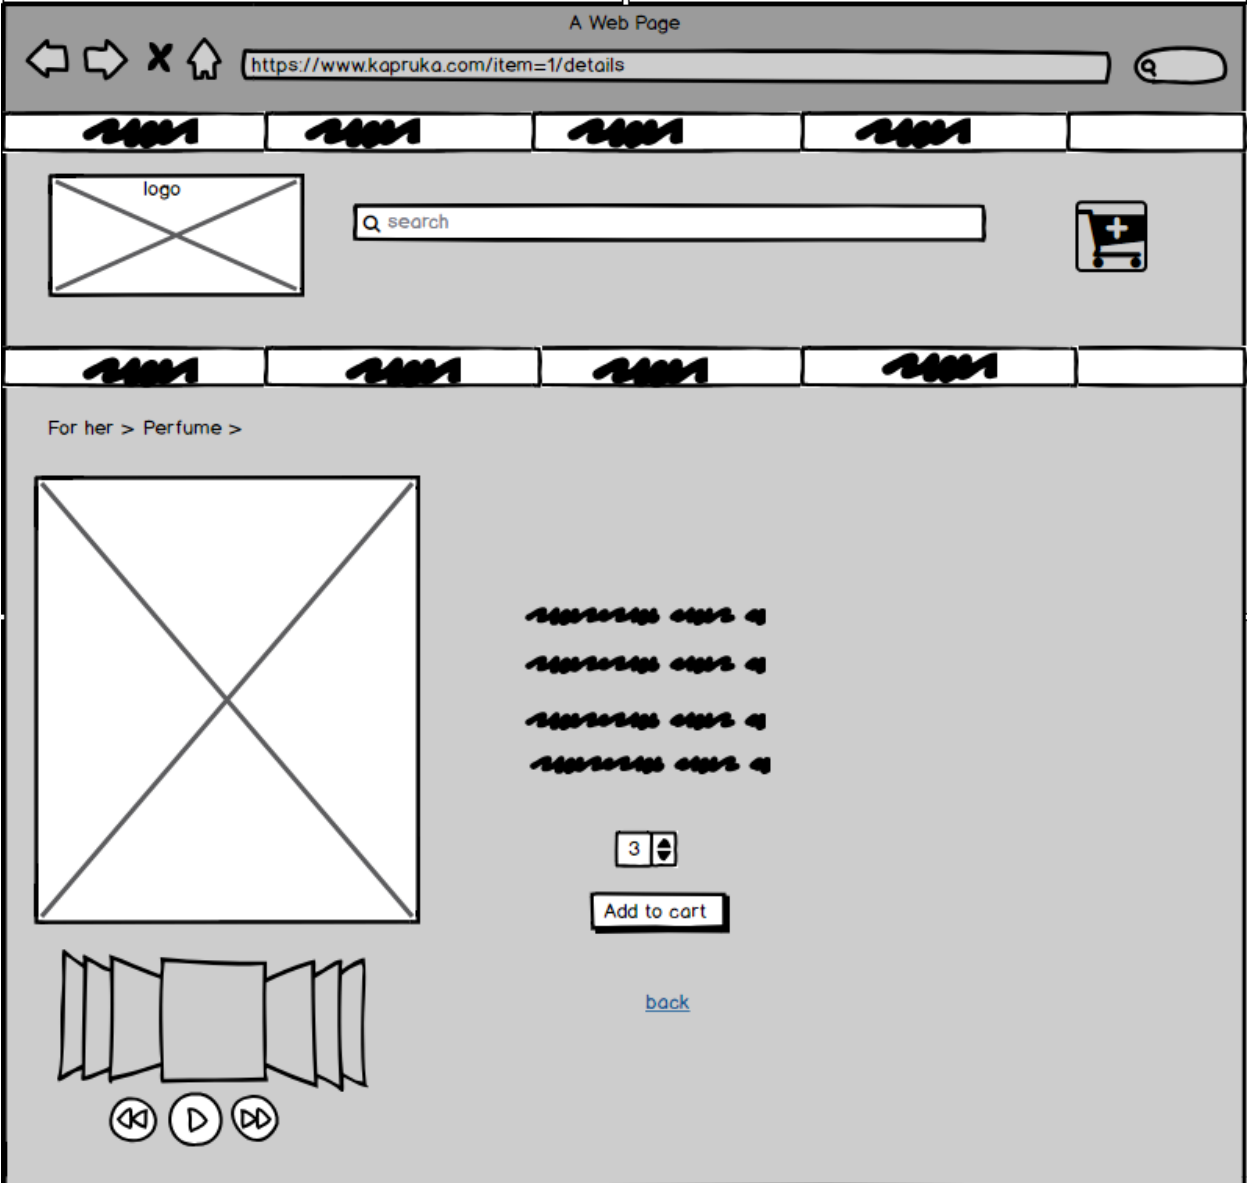 A Web Page
https://www.kapruka.com/item=1/details
logo
search
For her > Perfume >
3
Add to cart
back